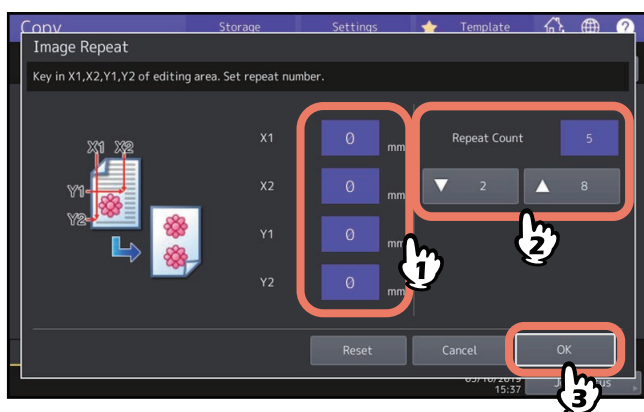 Copy Storage Settings Template ?
Image Repeat
Key in X1,X2,Y1,Y2 of editing area. Set repeat number.
X1 X2
Y1
Y2
X1 0 mm
X2 0 mm
Y1 0 mm
Y2 0 mm
Repeat Count 5
2 8
1
2
Reset Cancel OK
15:37
3